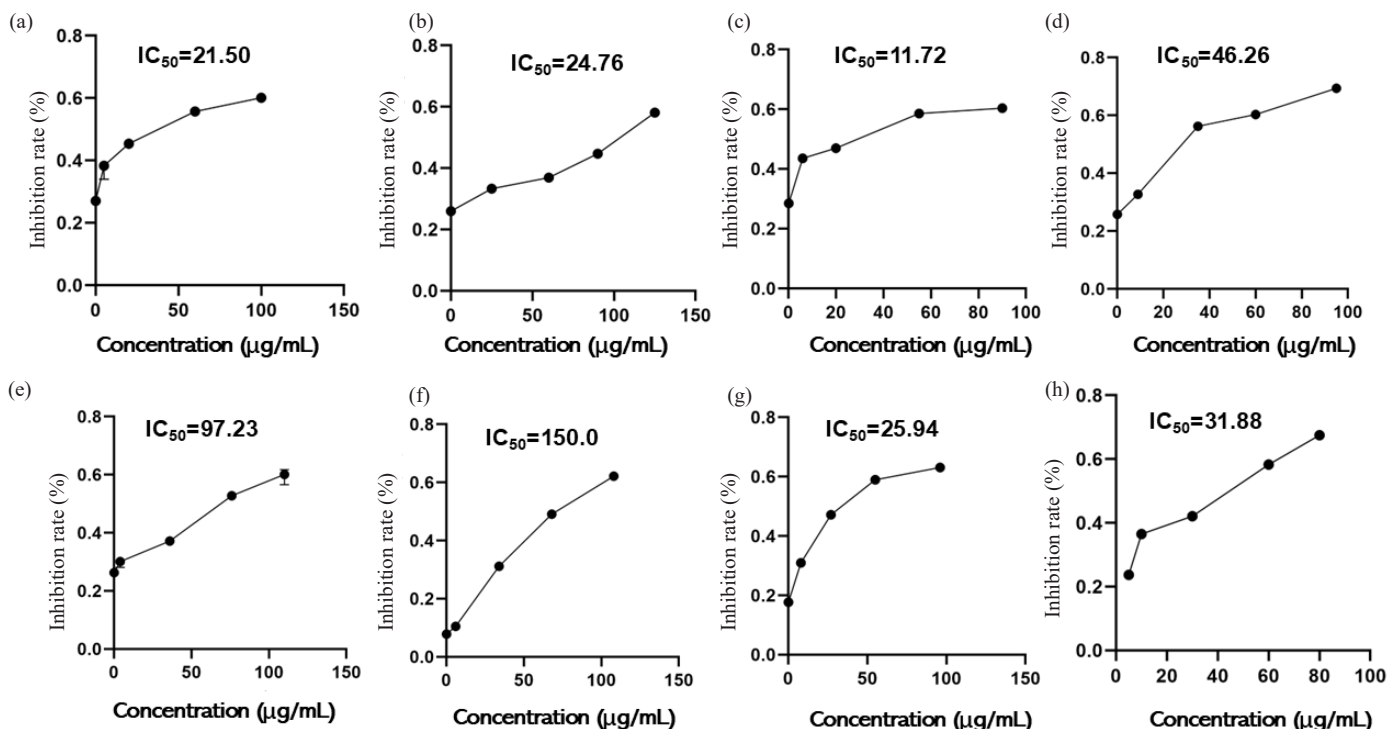 (a)
IC50=21.50
0.8
0.6
0.4
0.2
0.0
Inhibition rate (%)
0 50 100 150
Concentration (μg/mL)
(b)
IC50=24.76
0.8
0.6
0.4
0.2
0.0
Inhibition rate (%)
0 50 100 150
Concentration (μg/mL)
(c)
IC50=11.72
0.8
0.6
0.4
0.2
0.0
Inhibition rate (%)
0 20 40 60 80 100
Concentration (μg/mL)
(d)
IC50=46.26
0.8
0.6
0.4
0.2
0.0
Inhibition rate (%)
0 20 40 60 80 100
Concentration (μg/mL)
(e)
IC50=97.23
0.8
0.6
0.4
0.2
0.0
Inhibition rate (%)
0 50 100 150
Concentration (μg/mL)
(f)
IC50=150.0
0.8
0.6
0.4
0.2
0.0
Inhibition rate (%)
0 50 100 150
Concentration (μg/mL)
(g)
IC50=25.94
0.8
0.6
0.4
0.2
0.0
Inhibition rate (%)
0 20 40 60 80 100
Concentration (μg/mL)
(h)
IC50=31.88
0.8
0.6
0.4
0.2
0.0
Inhibition rate (%)
0 20 40 60 80 100
Concentration (μg/mL)